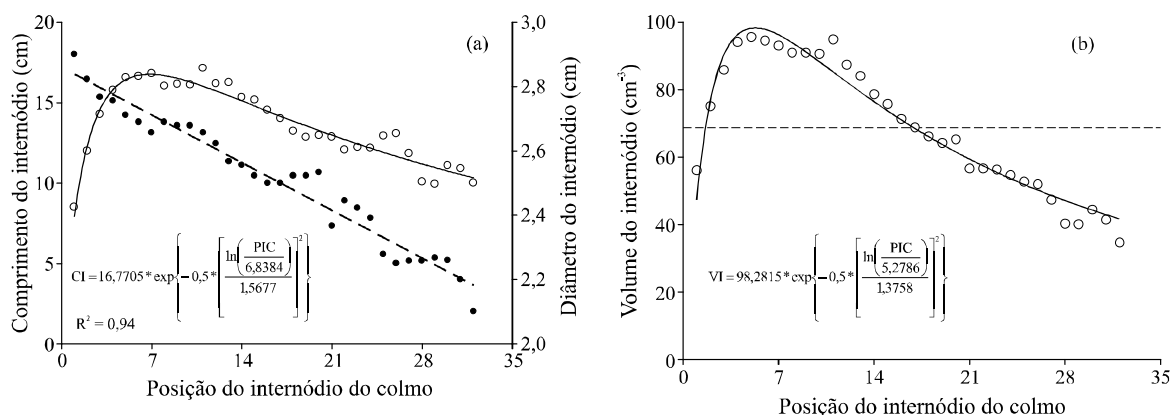 (a)
Comprimento do internódio (cm)
20
15
10
5
0
3,0
2,8
2,6
2,4
2,2
2,0
Diâmetro do internódio (cm)
CI = 16,7705* exp{−0,5* [ln(PIC/6,8384)/1,5677]²}
R² = 0,94
0 7 14 21 28 35
Posição do internódio do colmo
(b)
Volume do internódio (cm⁻³)
100
80
60
40
20
0
VI = 98,2815* exp{−0,5* [ln(PIC/5,2786)/1,3758]²}
0 7 14 21 28 35
Posição do internódio do colmo